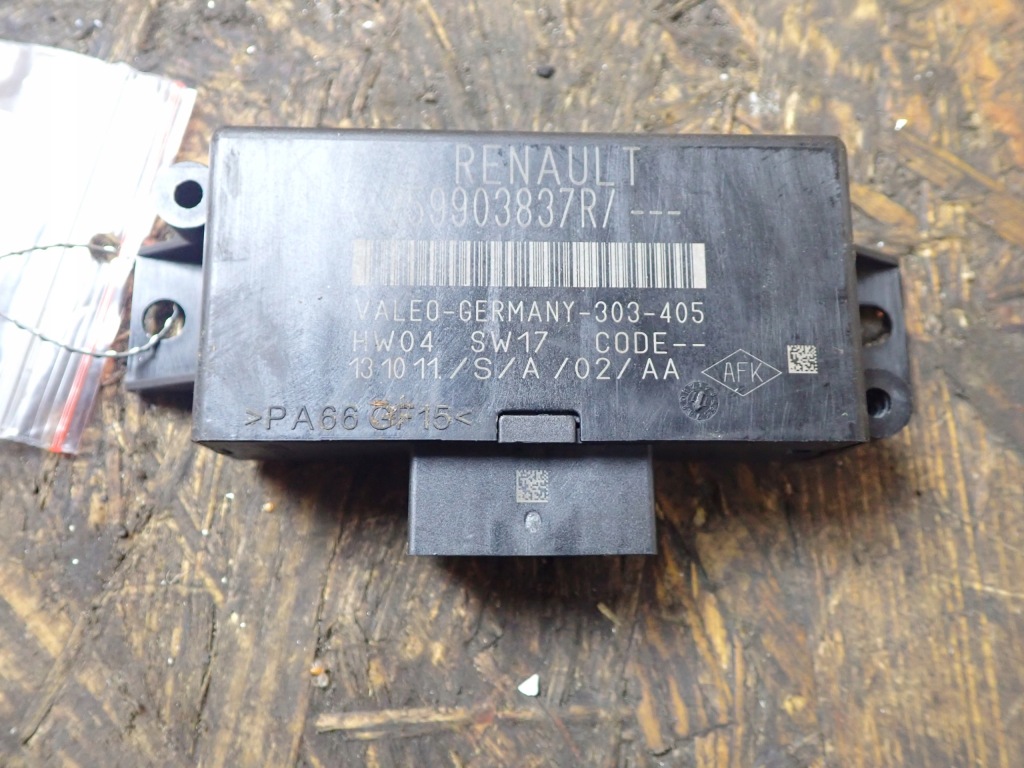 RENAULT
259903837R/ ---
VALEO-GERMANY-303-405
HW04 SW17 CODE--
13 10 11./S/A/02/AA
AFK
>PA66 GF15<